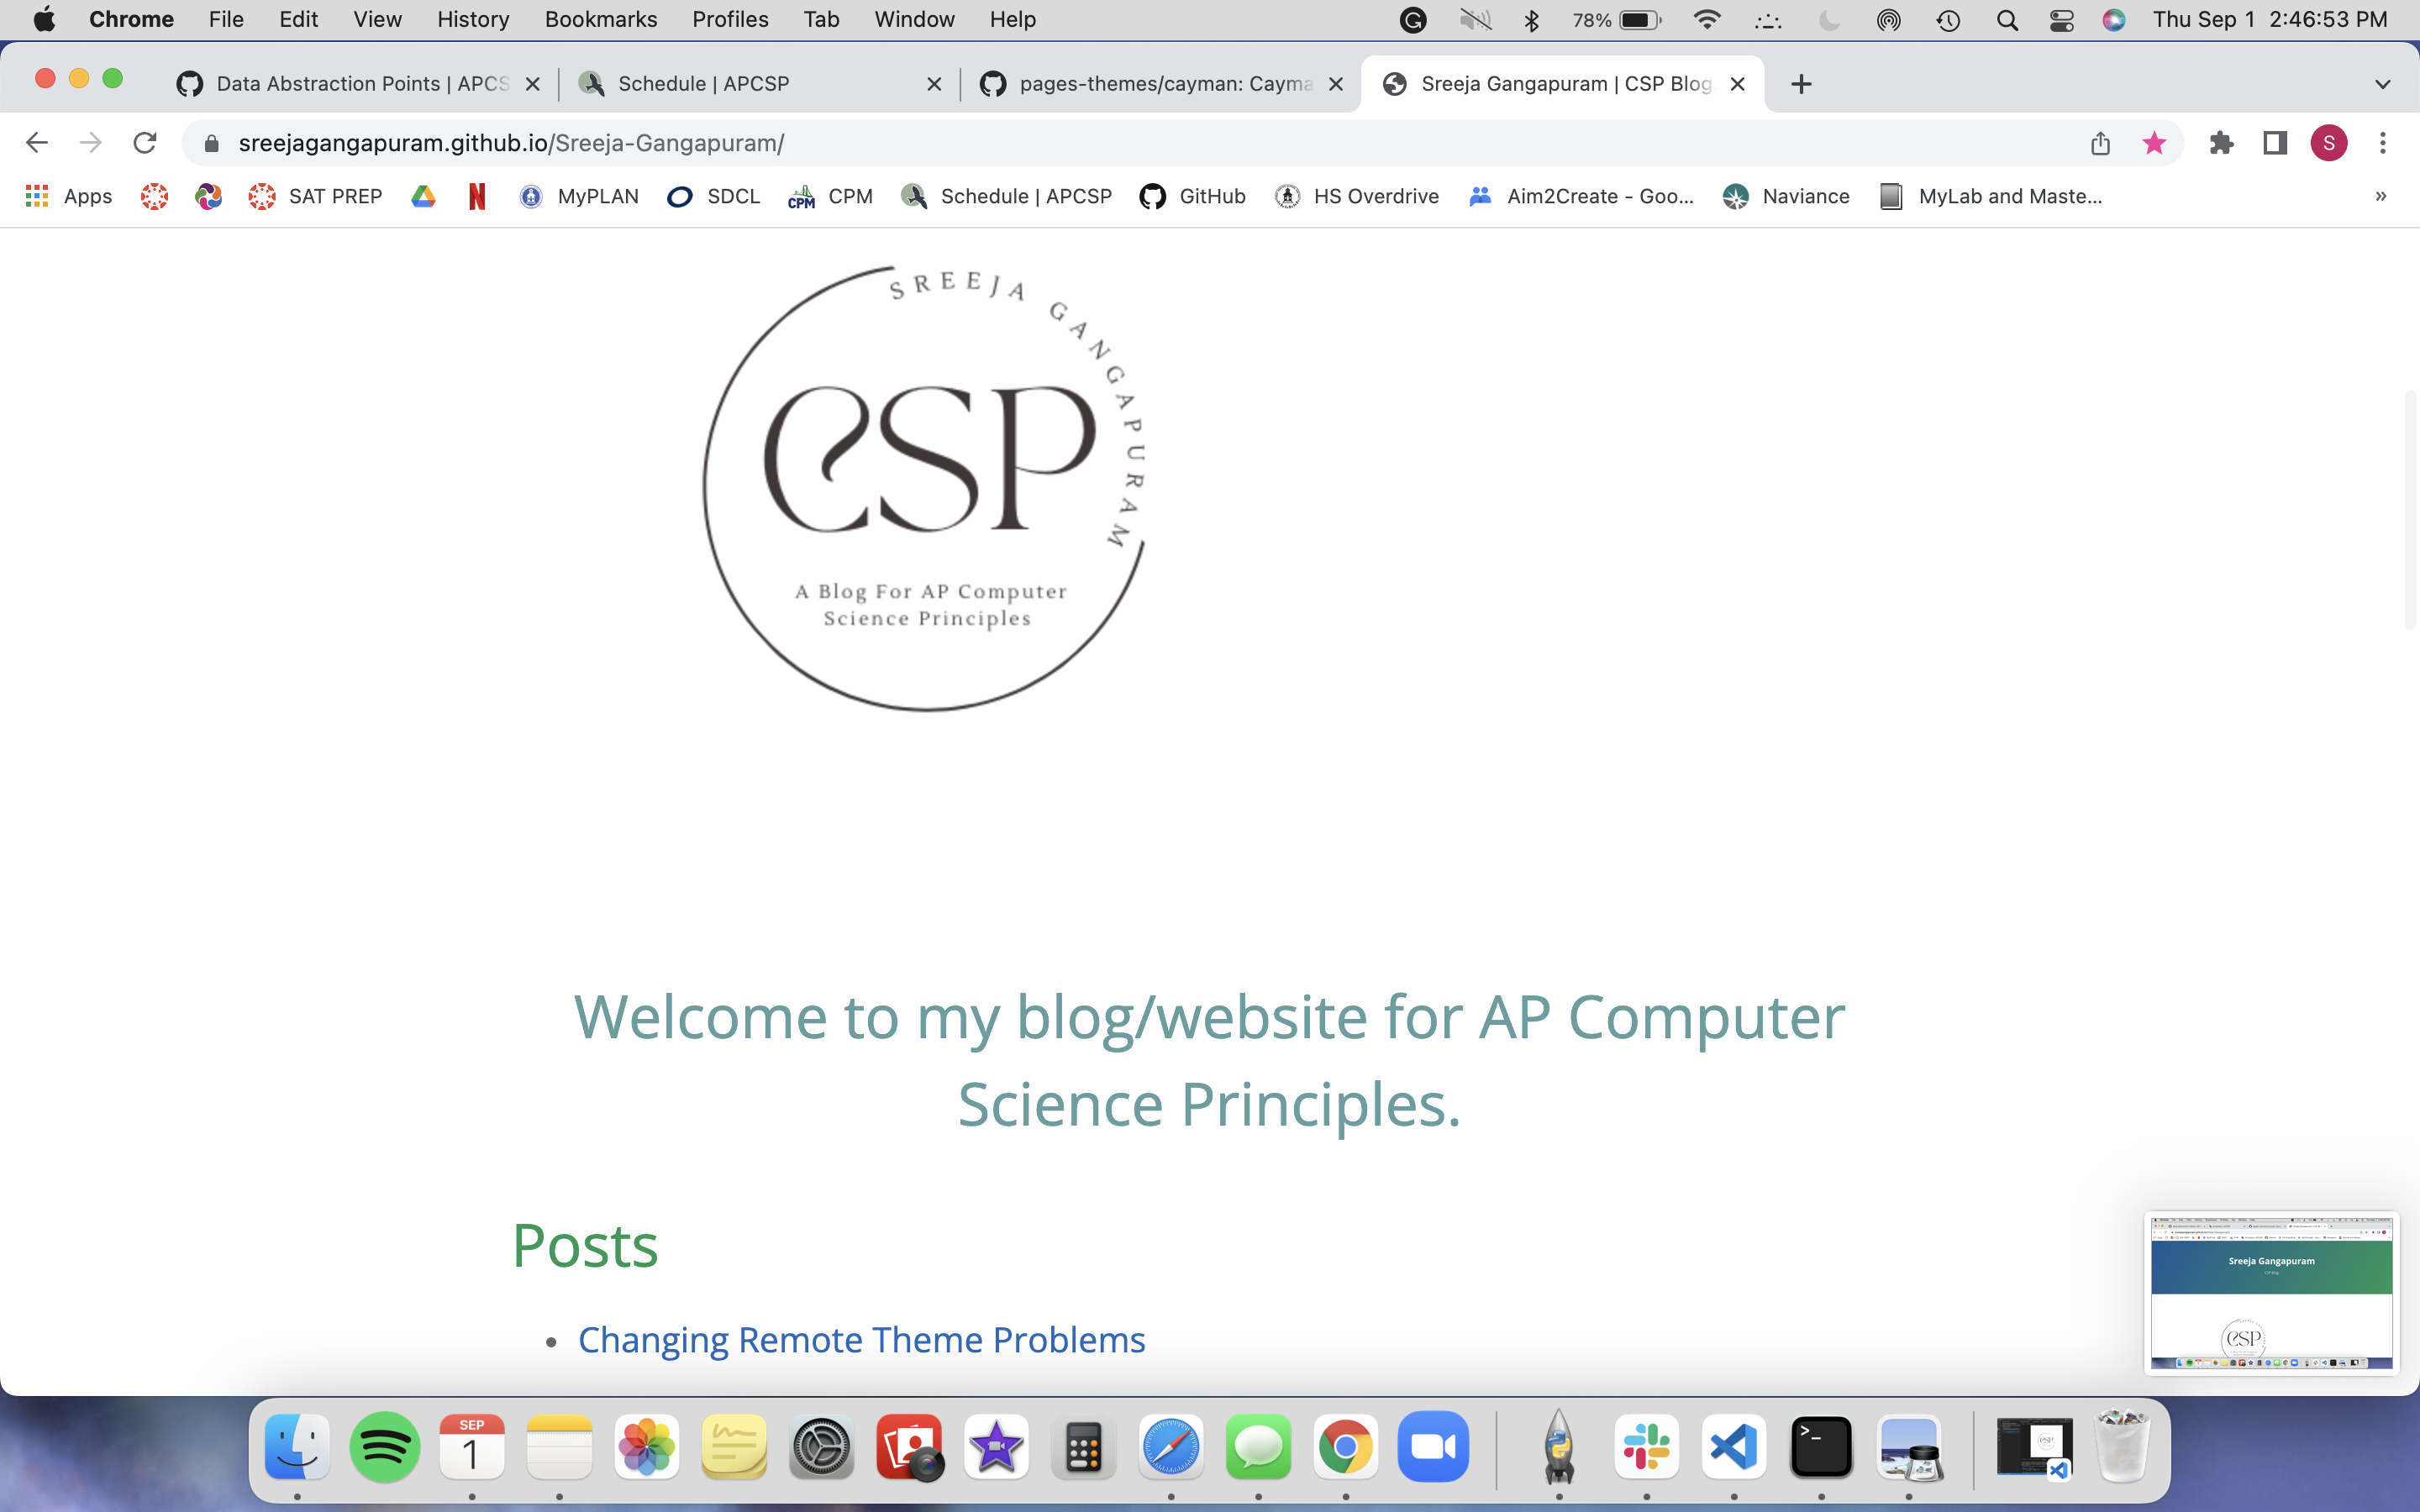 Chrome File Edit View History Bookmarks Profiles Tab Window Help 78% Thu Sep 1 2:46:53 PM
Data Abstraction Points | APCS Schedule | APCSP pages-themes/cayman: Cayma Sreeja Gangapuram | CSP Blog
sreejagangapuram.github.io/Sreeja-Gangapuram/ S
Apps SAT PREP N MyPLAN SDCL CPM CPM Schedule | APCSP GitHub HS Overdrive Aim2Create - Goo... Naviance MyLab and Maste... »
SREEJA GANGAPURAM
CSP
A Blog For AP Computer
Science Principles
Welcome to my blog/website for AP Computer
Science Principles.
Posts
Sreeja Gangapuram
CSP
• Changing Remote Theme Problems
SEP
1